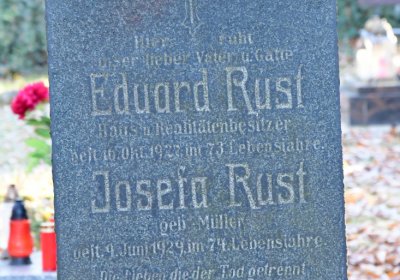 Hier ruht
unser lieber Vater u. Gatte
Eduard Rust
Haus u. Realitätenbesitzer
gest. 16. Okt. 1927 im 73 Lebensjahre.
Josefa Rust
geb. Müller
gest. 9. Juni 1929 im 74. Lebensjahre.
Die Lieben die der Tod getrennt